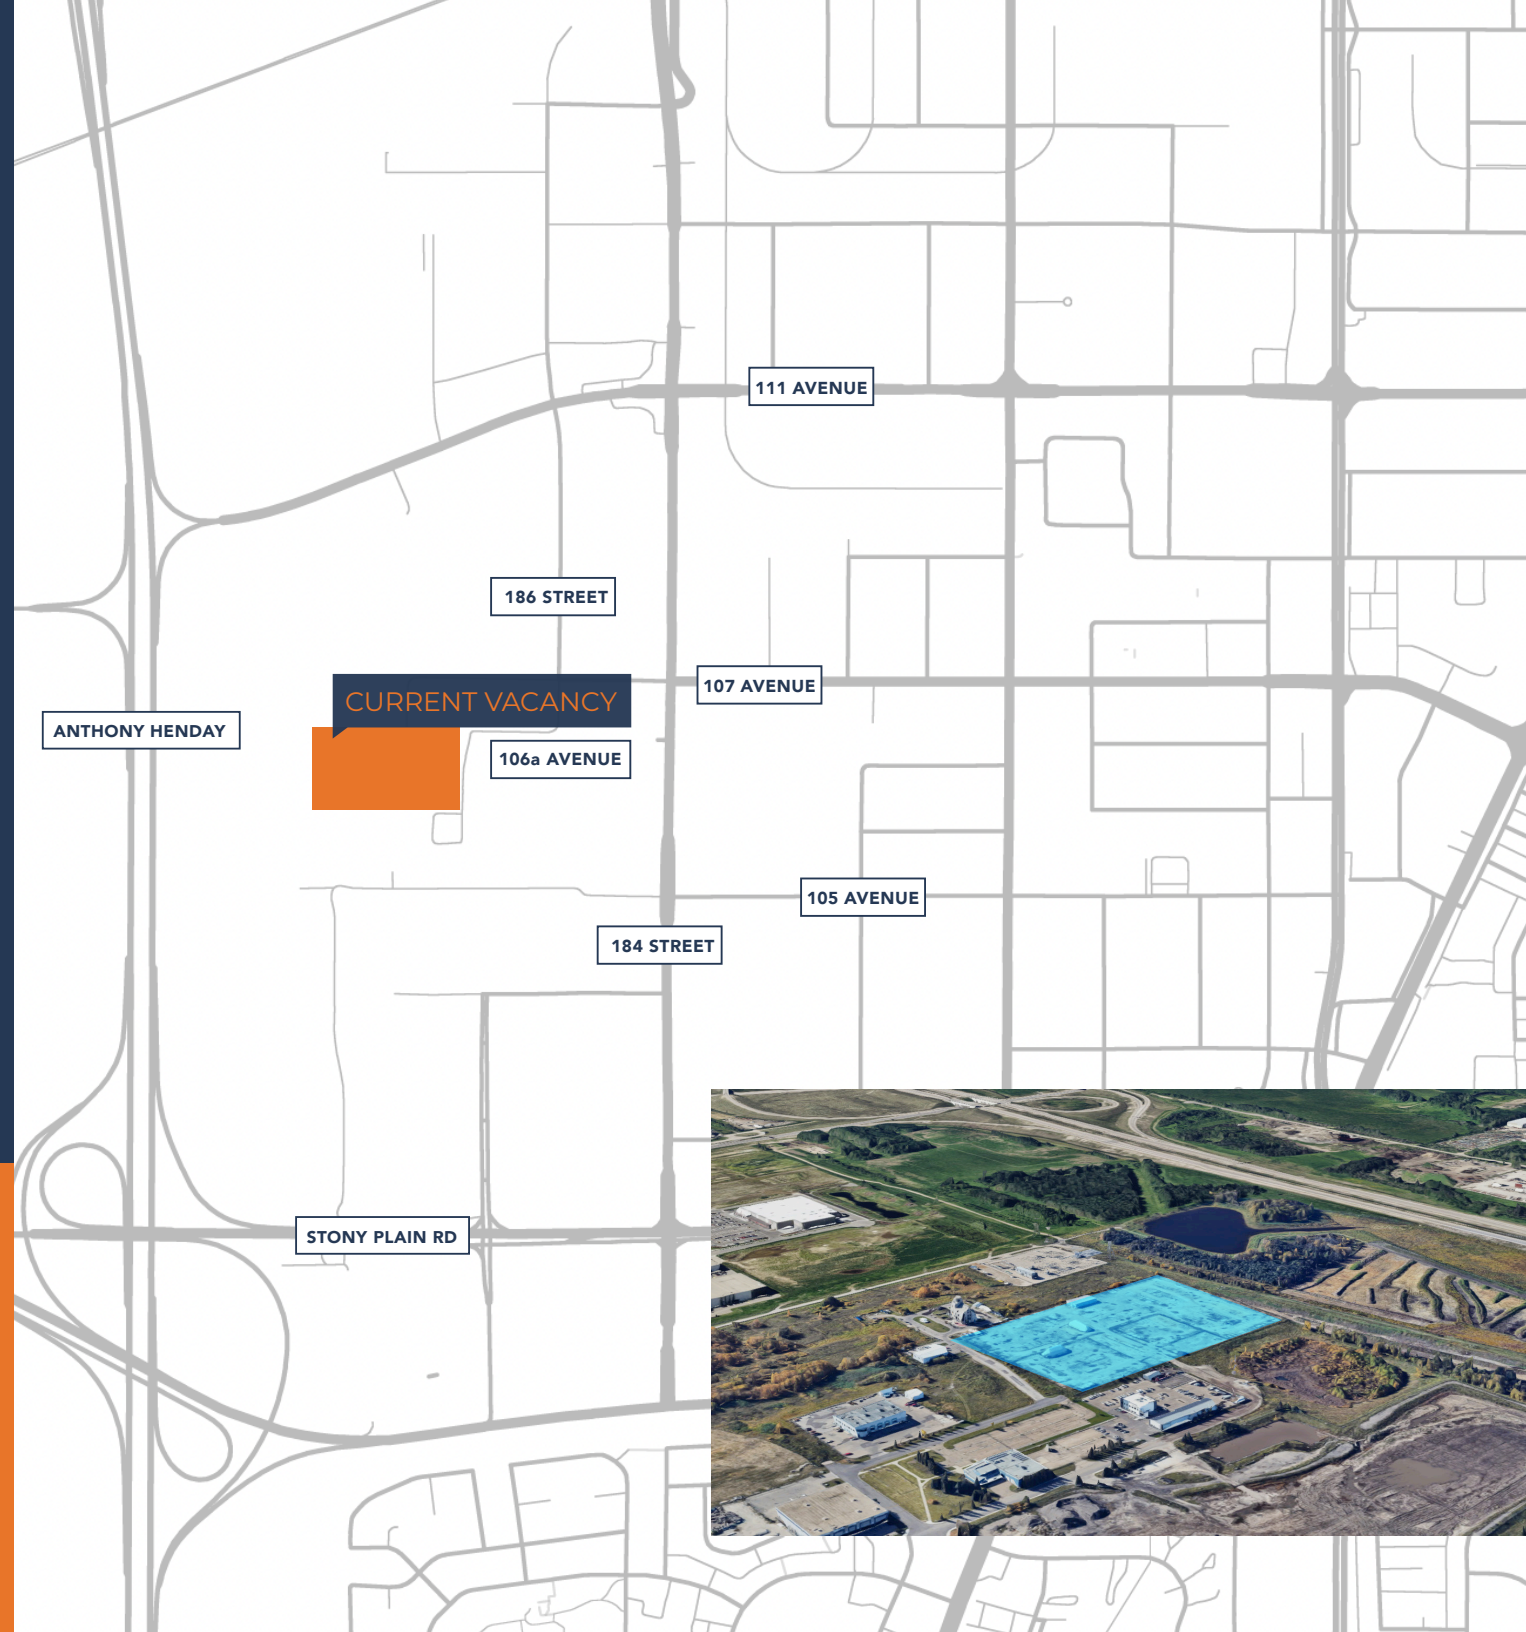 111 AVENUE
186 STREET
107 AVENUE
CURRENT VACANCY
ANTHONY HENDAY
106a AVENUE
105 AVENUE
184 STREET
STONY PLAIN RD